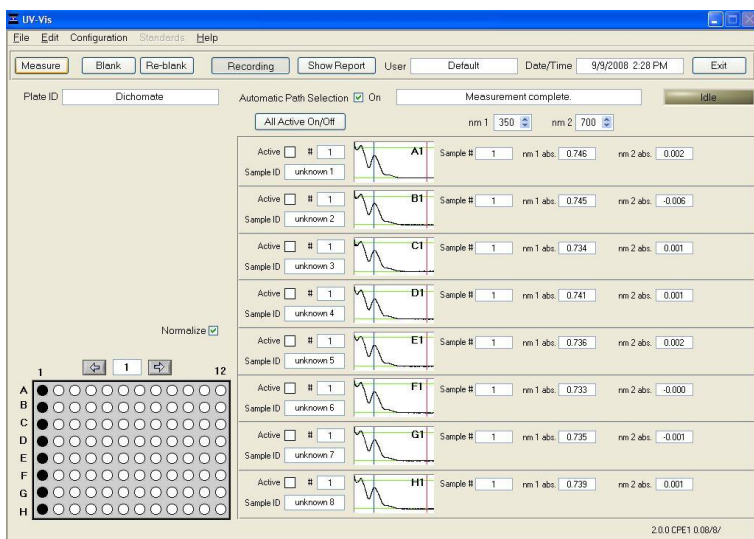 UV-Vis
File Edit Configuration Standards Help
Measure Blank Re-blank Recording Show Report User Default Date/Time 9/9/2008 2:28 PM Exit
Plate ID Dichomate Automatic Path Selection On Measurement complete. Idle
All Active On/Off nm 1 350 nm 2 700
Active # 1 A1 Sample # 1 nm 1 abs. 0.746 nm 2 abs. 0.002
Sample ID unknown 1
Active # 1 B1 Sample # 1 nm 1 abs. 0.745 nm 2 abs. -0.006
Sample ID unknown 2
Active # 1 C1 Sample # 1 nm 1 abs. 0.734 nm 2 abs. 0.001
Sample ID unknown 3
Active # 1 D1 Sample # 1 nm 1 abs. 0.741 nm 2 abs. 0.001
Sample ID unknown 4
Normalize
Active # 1 E1 Sample # 1 nm 1 abs. 0.736 nm 2 abs. 0.002
Sample ID unknown 5
1 1 12
Active # 1 F1 Sample # 1 nm 1 abs. 0.733 nm 2 abs. -0.000
Sample ID unknown 6
Active # 1 G1 Sample # 1 nm 1 abs. 0.735 nm 2 abs. -0.001
Sample ID unknown 7
Active # 1 H1 Sample # 1 nm 1 abs. 0.739 nm 2 abs. 0.001
Sample ID unknown 8
A
B
C
D
E
F
G
H
2.0.0 CPE1 0.08/8/